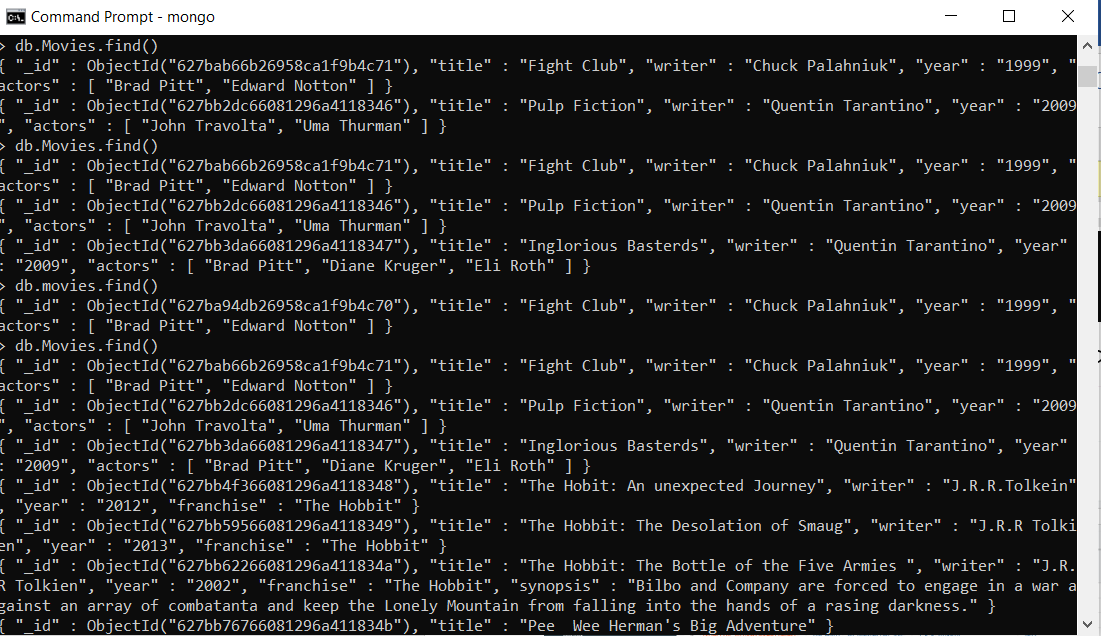 Command Prompt - mongo
> db.Movies.find()
{ "_id" : ObjectId("627bab66b26958ca1f9b4c71"), "title" : "Fight Club", "writer" : "Chuck Palahniuk", "year" : "1999", "
actors" : [ "Brad Pitt", "Edward Notton" ] }
{ "_id" : ObjectId("627bb2dc66081296a4118346"), "title" : "Pulp Fiction", "writer" : "Quentin Tarantino", "year" : "2009
", "actors" : [ "John Travolta", "Uma Thurman" ] }
> db.Movies.find()
{ "_id" : ObjectId("627bab66b26958ca1f9b4c71"), "title" : "Fight Club", "writer" : "Chuck Palahniuk", "year" : "1999", "
actors" : [ "Brad Pitt", "Edward Notton" ] }
{ "_id" : ObjectId("627bb2dc66081296a4118346"), "title" : "Pulp Fiction", "writer" : "Quentin Tarantino", "year" : "2009
", "actors" : [ "John Travolta", "Uma Thurman" ] }
{ "_id" : ObjectId("627bb3da66081296a4118347"), "title" : "Inglorious Basterds", "writer" : "Quentin Tarantino", "year"
: "2009", "actors" : [ "Brad Pitt", "Diane Kruger", "Eli Roth" ] }
> db.movies.find()
{ "_id" : ObjectId("627ba94db26958ca1f9b4c70"), "title" : "Fight Club", "writer" : "Chuck Palahniuk", "year" : "1999", "
actors" : [ "Brad Pitt", "Edward Notton" ] }
> db.Movies.find()
{ "_id" : ObjectId("627bab66b26958ca1f9b4c71"), "title" : "Fight Club", "writer" : "Chuck Palahniuk", "year" : "1999", "
actors" : [ "Brad Pitt", "Edward Notton" ] }
{ "_id" : ObjectId("627bb2dc66081296a4118346"), "title" : "Pulp Fiction", "writer" : "Quentin Tarantino", "year" : "2009
", "actors" : [ "John Travolta", "Uma Thurman" ] }
{ "_id" : ObjectId("627bb3da66081296a4118347"), "title" : "Inglorious Basterds", "writer" : "Quentin Tarantino", "year"
: "2009", "actors" : [ "Brad Pitt", "Diane Kruger", "Eli Roth" ] }
{ "_id" : ObjectId("627bb4f366081296a4118348"), "title" : "The Hobit: An unexpected Journey", "writer" : "J.R.R.Tolkein"
, "year" : "2012", "franchise" : "The Hobbit" }
{ "_id" : ObjectId("627bb59566081296a4118349"), "title" : "The Hobbit: The Desolation of Smaug", "writer" : "J.R.R Tolki
en", "year" : "2013", "franchise" : "The Hobbit" }
{ "_id" : ObjectId("627bb62266081296a411834a"), "title" : "The Hobbit: The Bottle of the Five Armies ", "writer" : "J.R.
R Tolkien", "year" : "2002", "franchise" : "The Hobbit", "synopsis" : "Bilbo and Company are forced to engage in a war a
gainst an array of combatanta and keep the Lonely Mountain from falling into the hands of a rasing darkness." }
{ "_id" : ObjectId("627bb76766081296a411834b"), "title" : "Pee  Wee Herman's Big Adventure" }